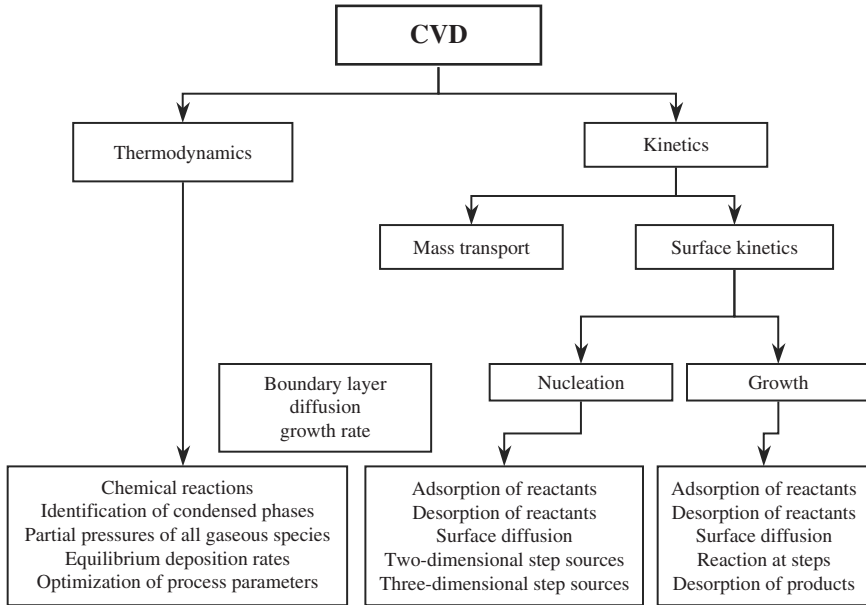 CVD
Thermodynamics
Kinetics
Mass transport
Surface kinetics
Boundary layer
diffusion
growth rate
Nucleation
Growth
Chemical reactions
Identification of condensed phases
Partial pressures of all gaseous species
Equilibrium deposition rates
Optimization of process parameters
Adsorption of reactants
Desorption of reactants
Surface diffusion
Two-dimensional step sources
Three-dimensional step sources
Adsorption of reactants
Desorption of reactants
Surface diffusion
Reaction at steps
Desorption of products